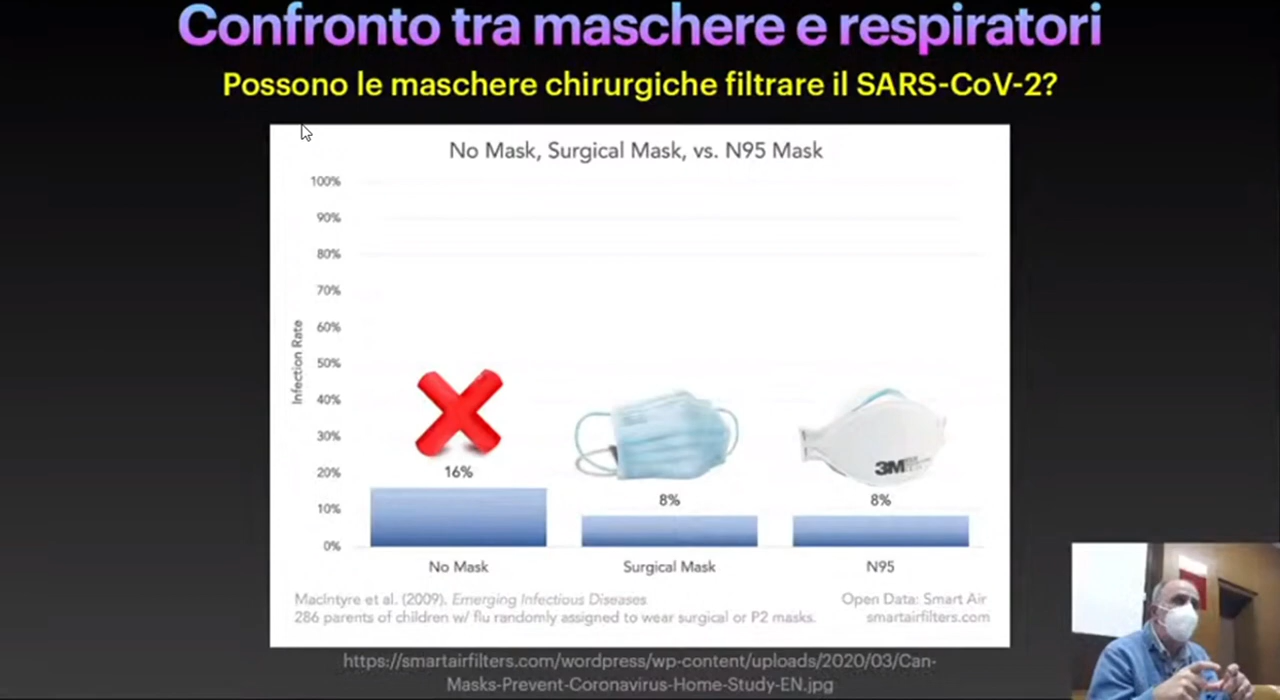 Confronto tra maschere e respiratori
Possono le maschere chirurgiche filtrare il SARS-CoV-2?
No Mask, Surgical Mask, vs. N95 Mask
100%
90%
80%
70%
60%
50%
40%
30%
20%
10%
0%
Infection Rate
16%
8%
8%
3M
No Mask
Surgical Mask
N95
MacIntyre et al. (2009). Emerging Infectious Diseases
286 parents of children w/ flu randomly assigned to wear surgical or P2 masks.
Open Data: Smart Air
smartairfilters.com
https://smartairfilters.com/wordpress/wp-content/uploads/2020/03/Can-
Masks-Prevent-Coronavirus-Home-Study-EN.jpg